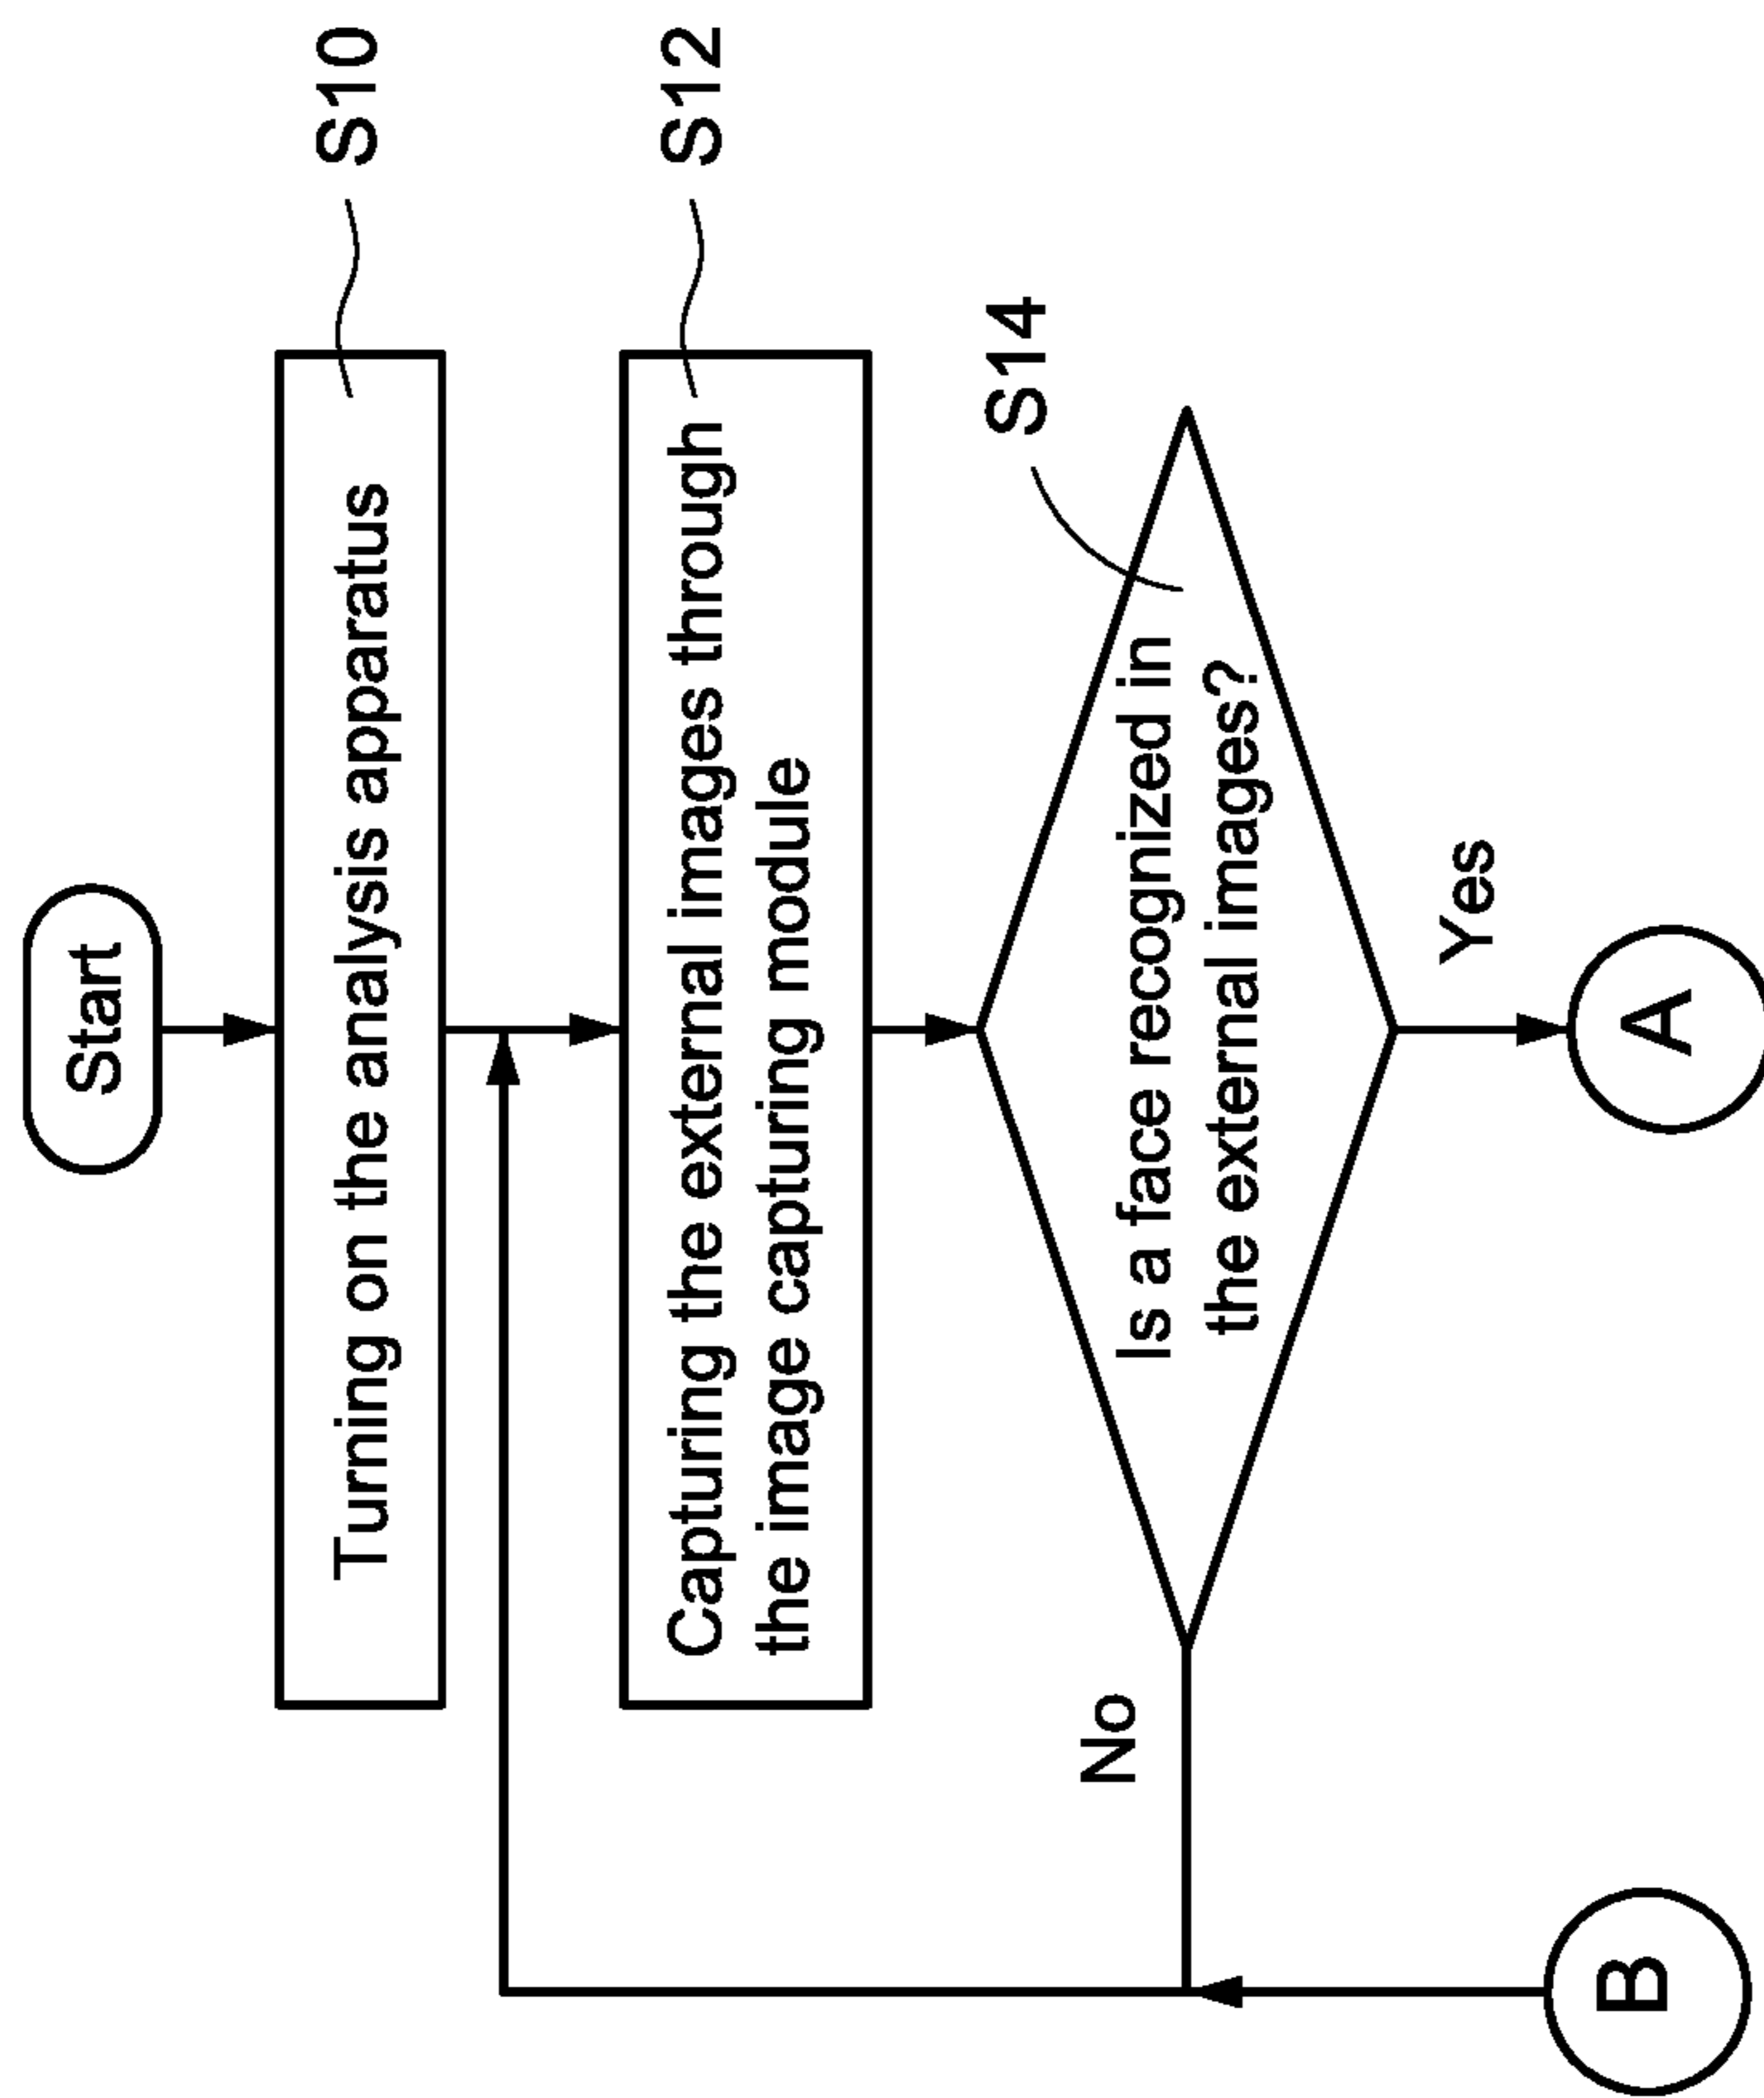 Start
Turning on the analysis apparatus
S10
Capturing the external images through
the image capturing module
S12
S14
Is a face recognized in
the external images?
No
Yes
B
A